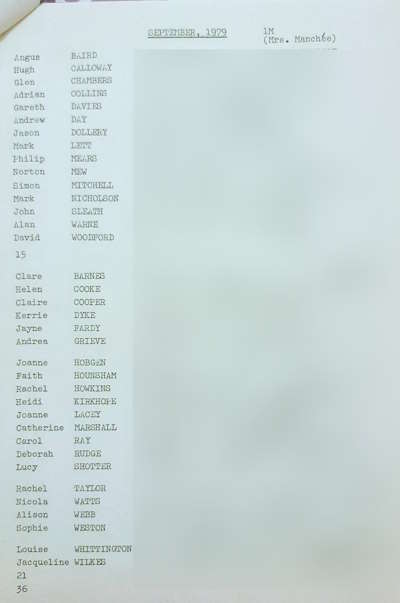 SEPTEMBER, 1979 1M
(Mrs. Manchée)
Angus BAIRD
Hugh CALLOWAY
Glen CHAMBERS
Adrian COLLINS
Gareth DAVIES
Andrew DAY
Jason DOLLERY
Mark LETT
Philip MEARS
Norton MEW
Simon MITCHELL
Mark NICHOLSON
John SLEATH
Alan WARNE
David WOODFORD
15
Clare BARNES
Helen COOKE
Claire COOPER
Kerrie DYKE
Jayne FARDY
Andrea GRIEVE
Joanne HOBGEN
Faith HOUNSHAM
Rachel HOWKINS
Heidi KIRKHOPE
Joanne LACEY
Catherine MARSHALL
Carol RAY
Deborah RUDGE
Lucy SHOTTER
Rachel TAYLOR
Nicola WATTS
Alison WEBB
Sophie WESTON
Louise WHITTINGTON
Jacqueline WILKES
21
36